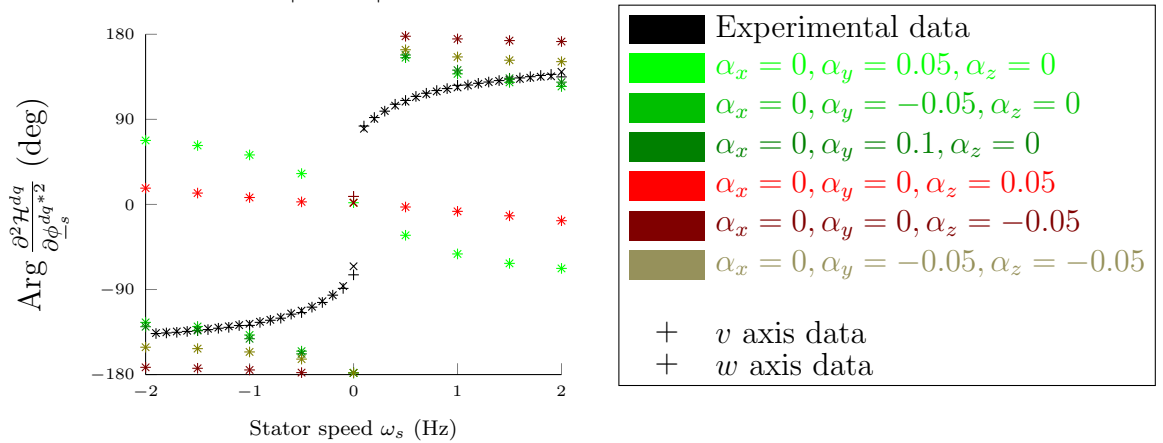 180
90
0
−90
−180
−2
−1
0
1
2
Stator speed ω_s (Hz)
Arg ∂²H^{dq} / ∂ϕ_s^{dq*2} (deg)
Experimental data
α_x = 0, α_y = 0.05, α_z = 0
α_x = 0, α_y = −0.05, α_z = 0
α_x = 0, α_y = 0.1, α_z = 0
α_x = 0, α_y = 0, α_z = 0.05
α_x = 0, α_y = 0, α_z = −0.05
α_x = 0, α_y = −0.05, α_z = −0.05
+ v axis data
+ w axis data